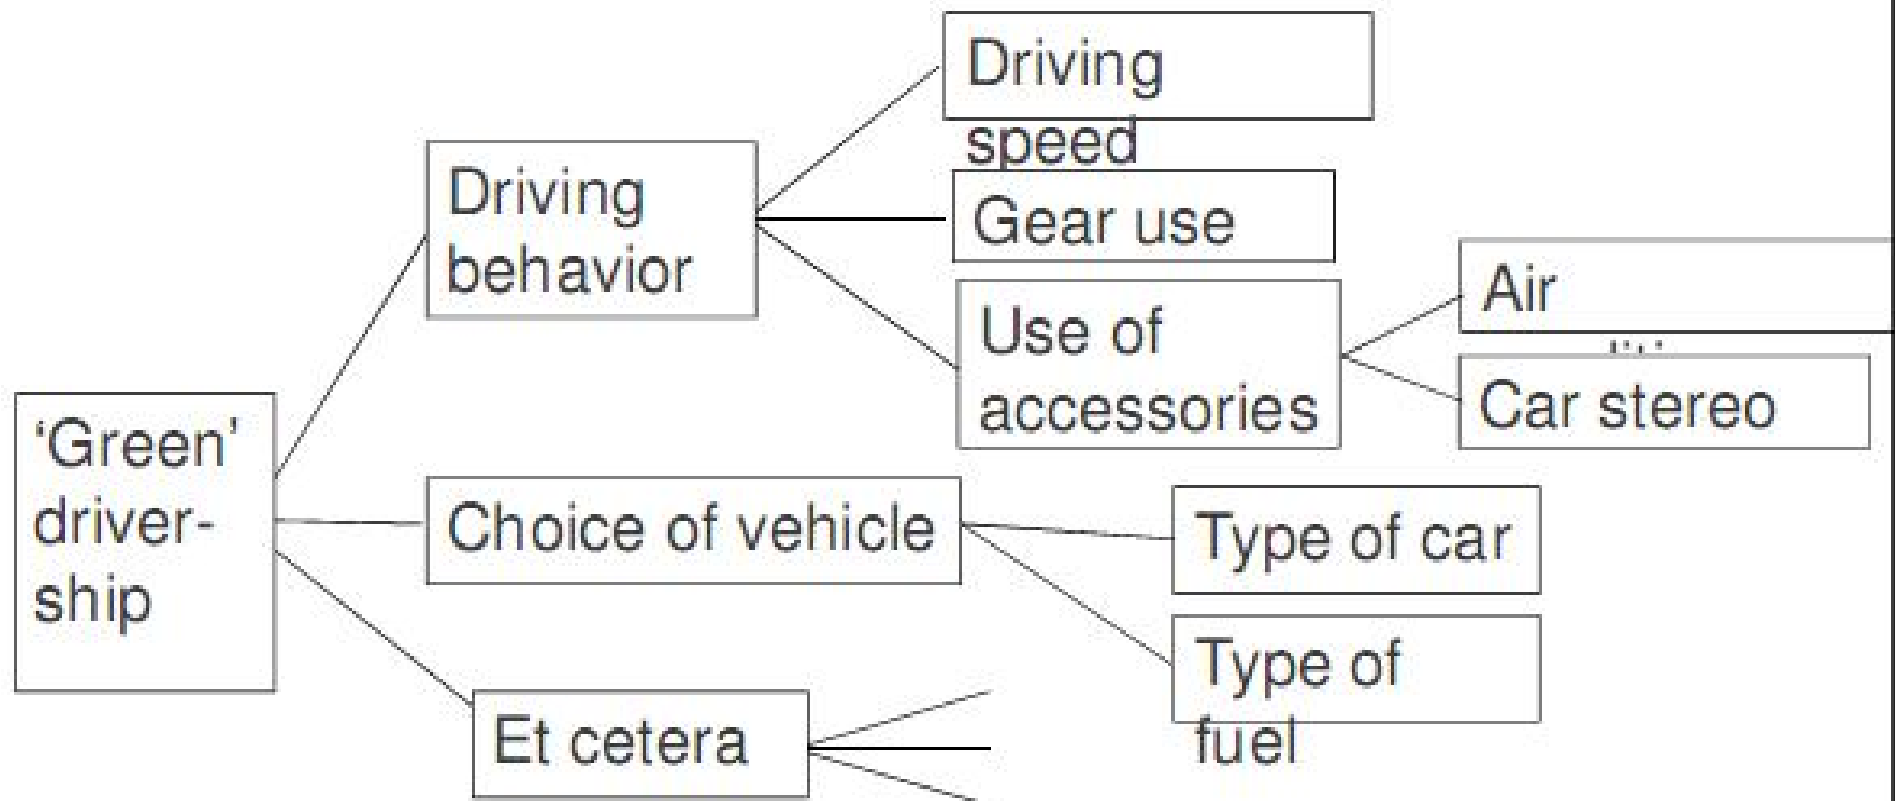 Driving
speed
Driving
behavior
Gear use
Air
Use of
accessories
Car stereo
‘Green’
driver-
ship
Choice of vehicle
Type of car
Type of
fuel
Et cetera